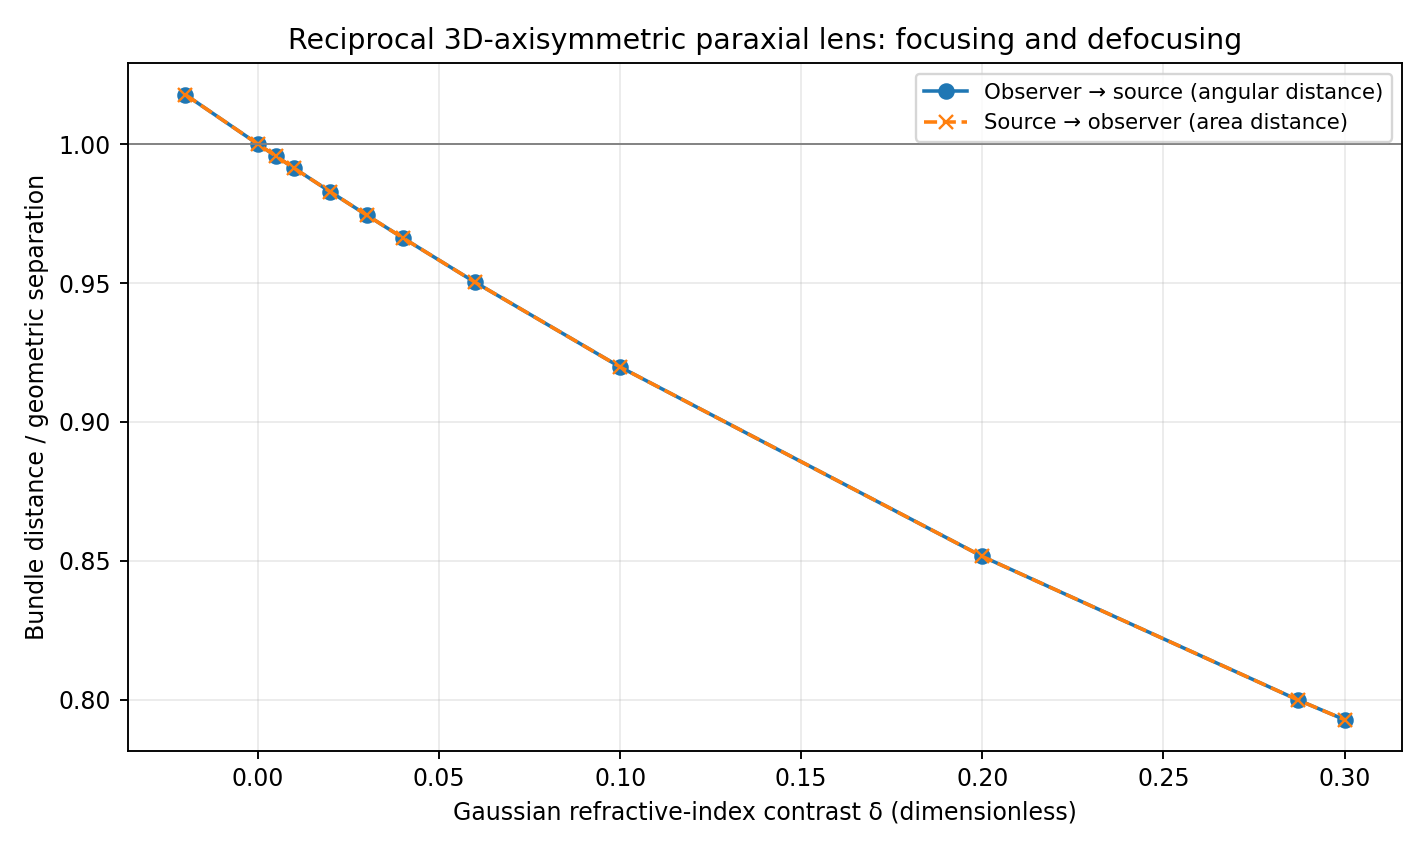 Reciprocal 3D-axisymmetric paraxial lens: focusing and defocusing
Observer → source (angular distance)
Source → observer (area distance)
Bundle distance / geometric separation
1.00
0.95
0.90
0.85
0.80
0.00 0.05 0.10 0.15 0.20 0.25 0.30
Gaussian refractive-index contrast δ (dimensionless)